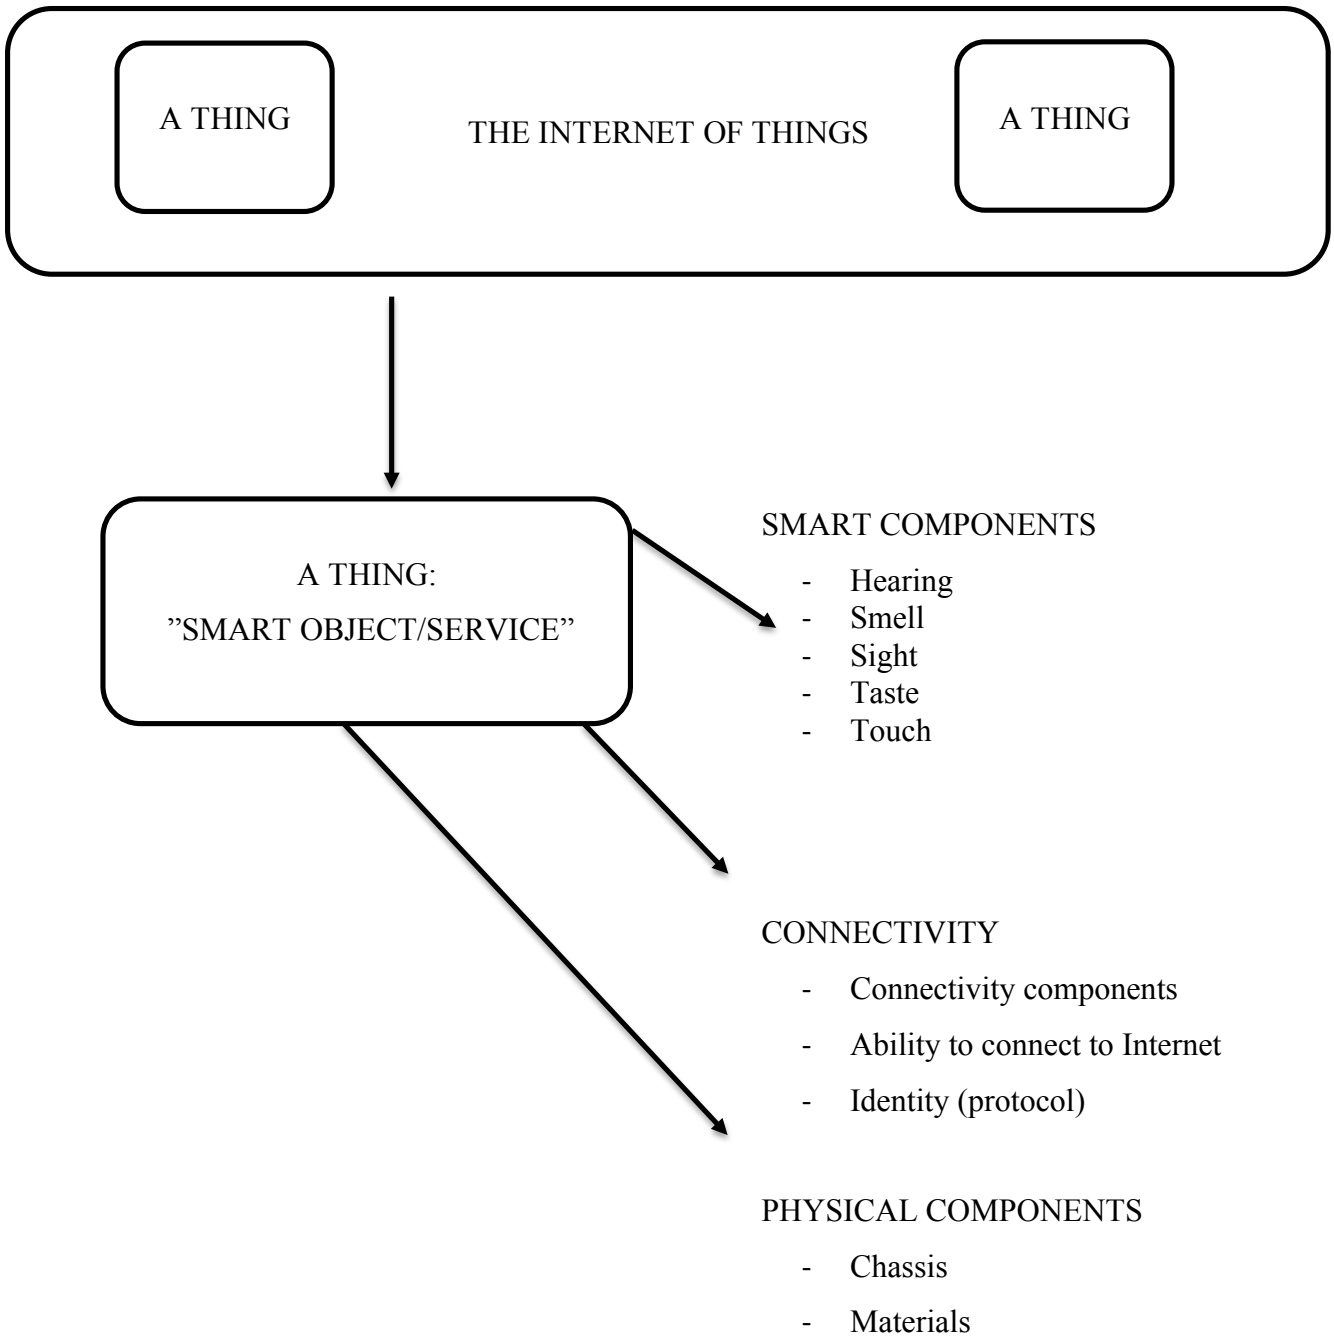 A THING
THE INTERNET OF THINGS
A THING
A THING:
”SMART OBJECT/SERVICE”
SMART COMPONENTS
- Hearing
- Smell
- Sight
- Taste
- Touch
CONNECTIVITY
- Connectivity components
- Ability to connect to Internet
- Identity (protocol)
PHYSICAL COMPONENTS
- Chassis
- Materials